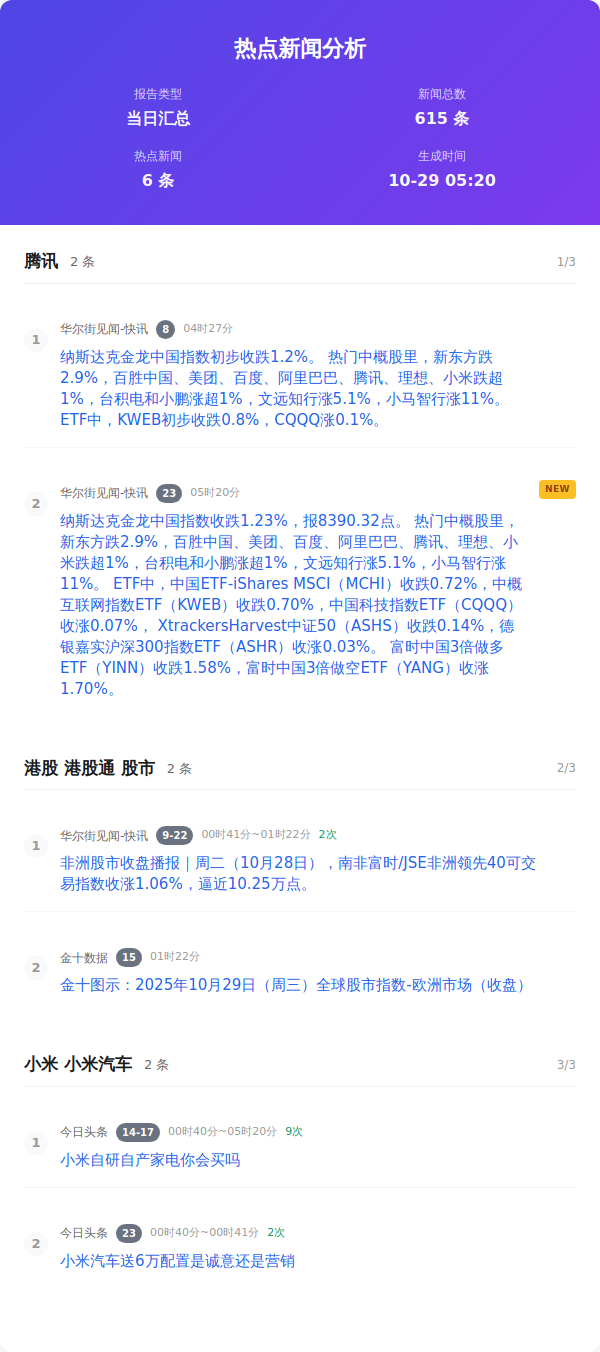 热点新闻分析
报告类型
当日汇总
新闻总数
615 条
热点新闻
6 条
生成时间
10-29 05:20
腾讯 2 条 1/3
1 华尔街见闻-快讯 8 04时27分
纳斯达克金龙中国指数初步收跌1.2%。 热门中概股里，新东方跌
2.9%，百胜中国、美团、百度、阿里巴巴、腾讯、理想、小米跌超
1%，台积电和小鹏涨超1%，文远知行涨5.1%，小马智行涨11%。
ETF中，KWEB初步收跌0.8%，CQQQ涨0.1%。
2 华尔街见闻-快讯 23 05时20分 NEW
纳斯达克金龙中国指数收跌1.23%，报8390.32点。 热门中概股里，
新东方跌2.9%，百胜中国、美团、百度、阿里巴巴、腾讯、理想、小
米跌超1%，台积电和小鹏涨超1%，文远知行涨5.1%，小马智行涨
11%。 ETF中，中国ETF-iShares MSCI（MCHI）收跌0.72%，中概
互联网指数ETF（KWEB）收跌0.70%，中国科技指数ETF（CQQQ）
收涨0.07%， XtrackersHarvest中证50（ASHS）收跌0.14%，德
银嘉实沪深300指数ETF（ASHR）收涨0.03%。 富时中国3倍做多
ETF（YINN）收跌1.58%，富时中国3倍做空ETF（YANG）收涨
1.70%。
港股 港股通 股市 2 条 2/3
1 华尔街见闻-快讯 9-22 00时41分~01时22分 2次
非洲股市收盘播报｜周二（10月28日），南非富时/JSE非洲领先40可交
易指数收涨1.06%，逼近10.25万点。
2 金十数据 15 01时22分
金十图示：2025年10月29日（周三）全球股市指数-欧洲市场（收盘）
小米 小米汽车 2 条 3/3
1 今日头条 14-17 00时40分~05时20分 9次
小米自研自产家电你会买吗
2 今日头条 23 00时40分~00时41分 2次
小米汽车送6万配置是诚意还是营销